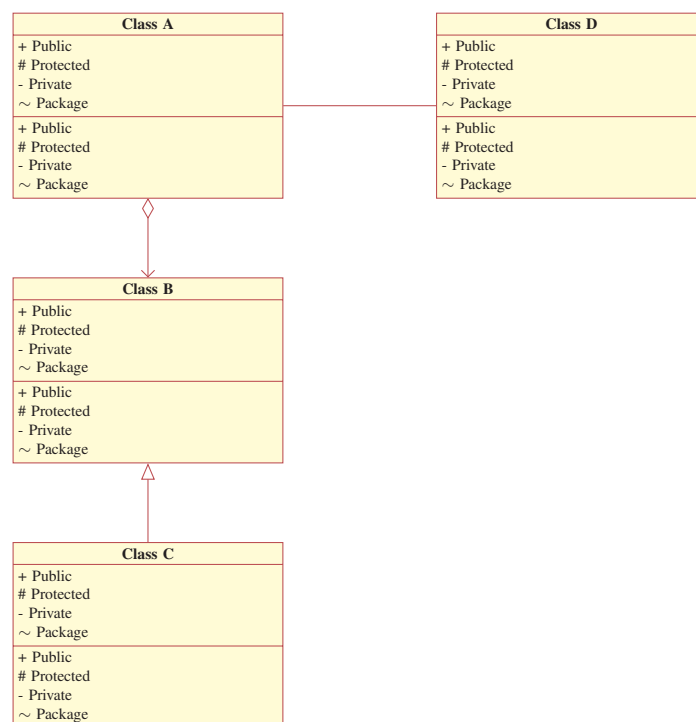 Class A
+ Public
# Protected
- Private
∼ Package
+ Public
# Protected
- Private
∼ Package
Class D
+ Public
# Protected
- Private
∼ Package
+ Public
# Protected
- Private
∼ Package
Class B
+ Public
# Protected
- Private
∼ Package
+ Public
# Protected
- Private
∼ Package
Class C
+ Public
# Protected
- Private
∼ Package
+ Public
# Protected
- Private
∼ Package